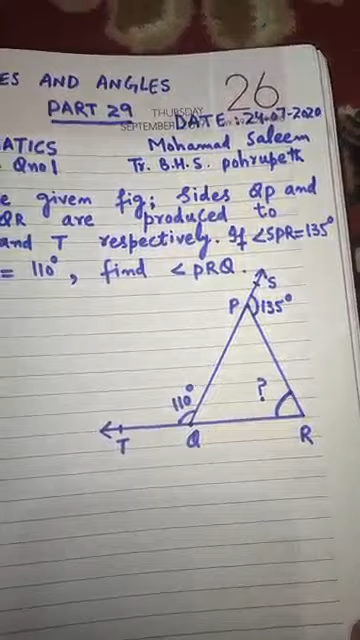 ES AND ANGLES
26
PART 29
THURSDAY
SEPTEMBER
DATE : 24-07-2020
ATICS
Mohamad Saleem
Qno1
Tr. B.H.S. pohrupeth
e given fig; Sides QP and
QR are produced to
and T respectively. If <SPR=135°
= 110°, find <PRQ.
S
P
135°
110°
?
T
Q
R